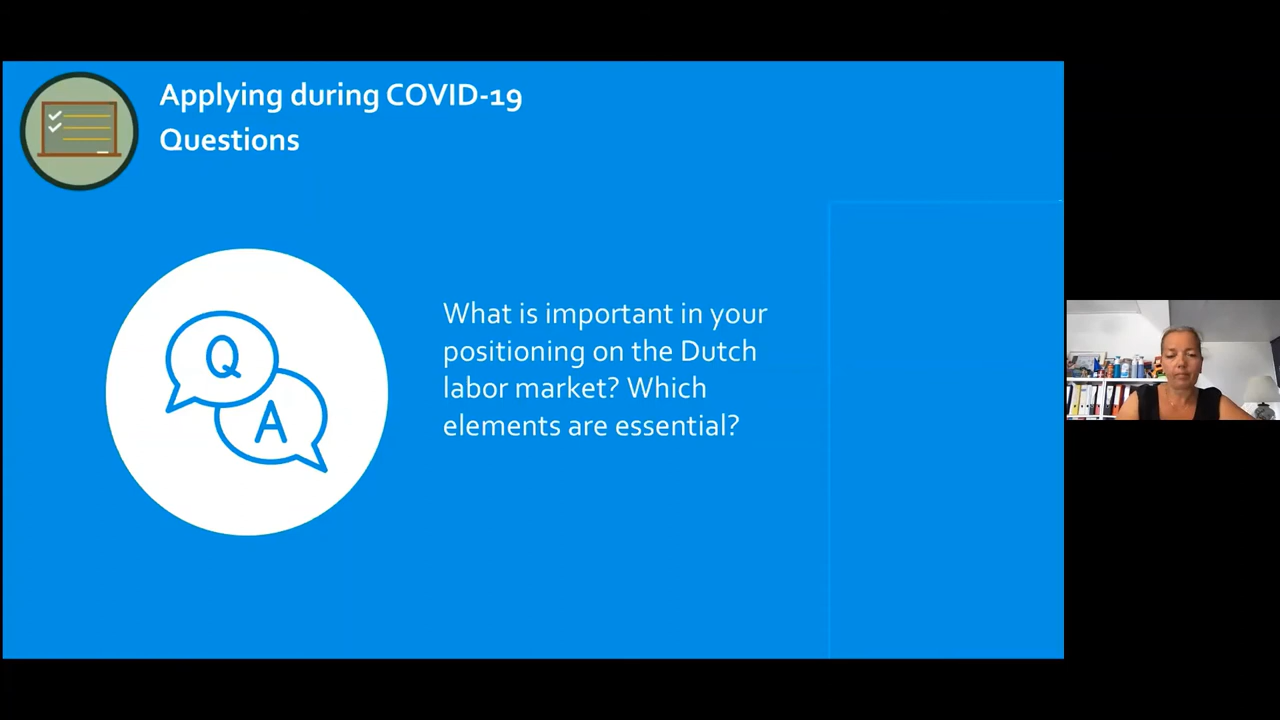 Applying during COVID-19
Questions
Q
A
What is important in your
positioning on the Dutch
labor market? Which
elements are essential?